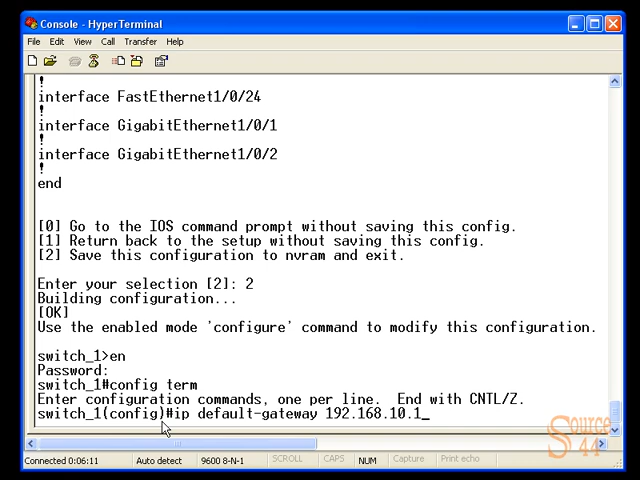 Console - HyperTerminal
File Edit View Call Transfer Help
!
interface FastEthernet1/0/24
!
interface GigabitEthernet1/0/1
!
interface GigabitEthernet1/0/2
!
end
[0] Go to the IOS command prompt without saving this config.
[1] Return back to the setup without saving this config.
[2] Save this configuration to nvram and exit.
Enter your selection [2]: 2
Building configuration...
[OK]
Use the enabled mode 'configure' command to modify this configuration.
switch_1>en
Password:
switch_1#config term
Enter configuration commands, one per line.  End with CNTL/Z.
switch_1(config)#ip default-gateway 192.168.10.1_
Source
44
Connected 0:06:11 Auto detect 9600 8-N-1 SCROLL CAPS NUM Capture Print echo